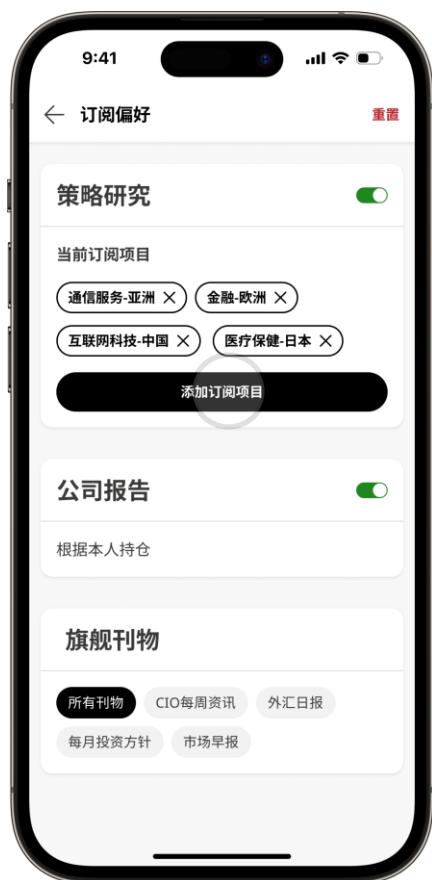 9:41
订阅偏好 重置
策略研究
当前订阅项目
通信服务-亚洲 金融-欧洲
互联网科技-中国 医疗保健-日本
添加订阅项目
公司报告
根据本人持仓
旗舰刊物
所有刊物 CIO每周资讯 外汇日报
每月投资方针 市场早报